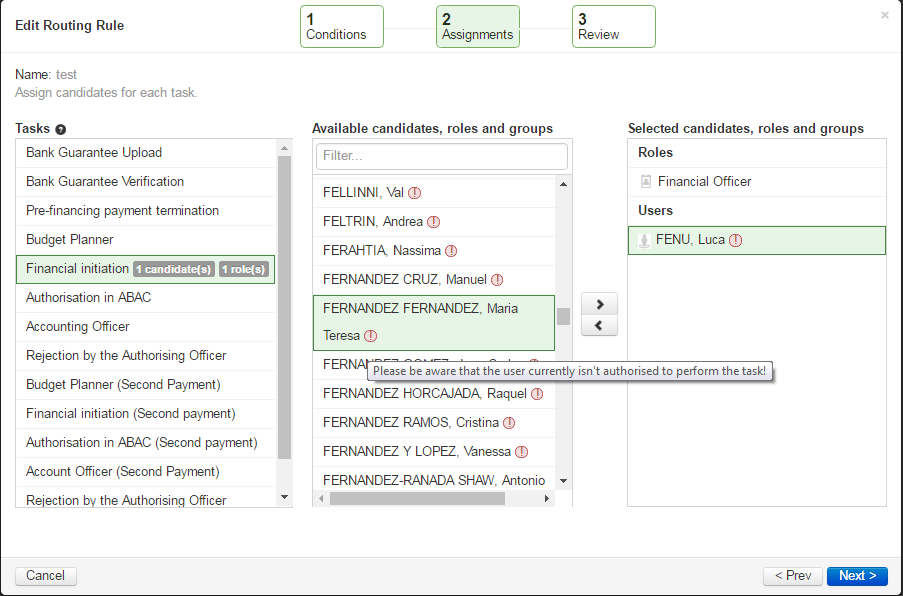 Edit Routing Rule
1
Conditions
2
Assignments
3
Review
×
Name: test
Assign candidates for each task.
Tasks ?
Bank Guarantee Upload
Bank Guarantee Verification
Pre-financing payment termination
Budget Planner
Financial initiation 1 candidate(s) 1 role(s)
Authorisation in ABAC
Accounting Officer
Rejection by the Authorising Officer
Budget Planner (Second Payment)
Financial initiation (Second payment)
Authorisation in ABAC (Second payment)
Account Officer (Second Payment)
Rejection by the Authorising Officer
Available candidates, roles and groups
Filter...
FELLINNI, Val !
FELTRIN, Andrea !
FERAHTIA, Nassima !
FERNANDEZ CRUZ, Manuel !
FERNANDEZ FERNANDEZ, Maria
Teresa !
Please be aware that the user currently isn't authorised to perform the task!
FERNANDEZ HORCAJADA, Raquel !
FERNANDEZ RAMOS, Cristina !
FERNANDEZ Y LOPEZ, Vanessa !
FERNANDEZ-RANADA SHAW, Antonio
Selected candidates, roles and groups
Roles
Financial Officer
Users
FENU, Luca !
Cancel
< Prev
Next >